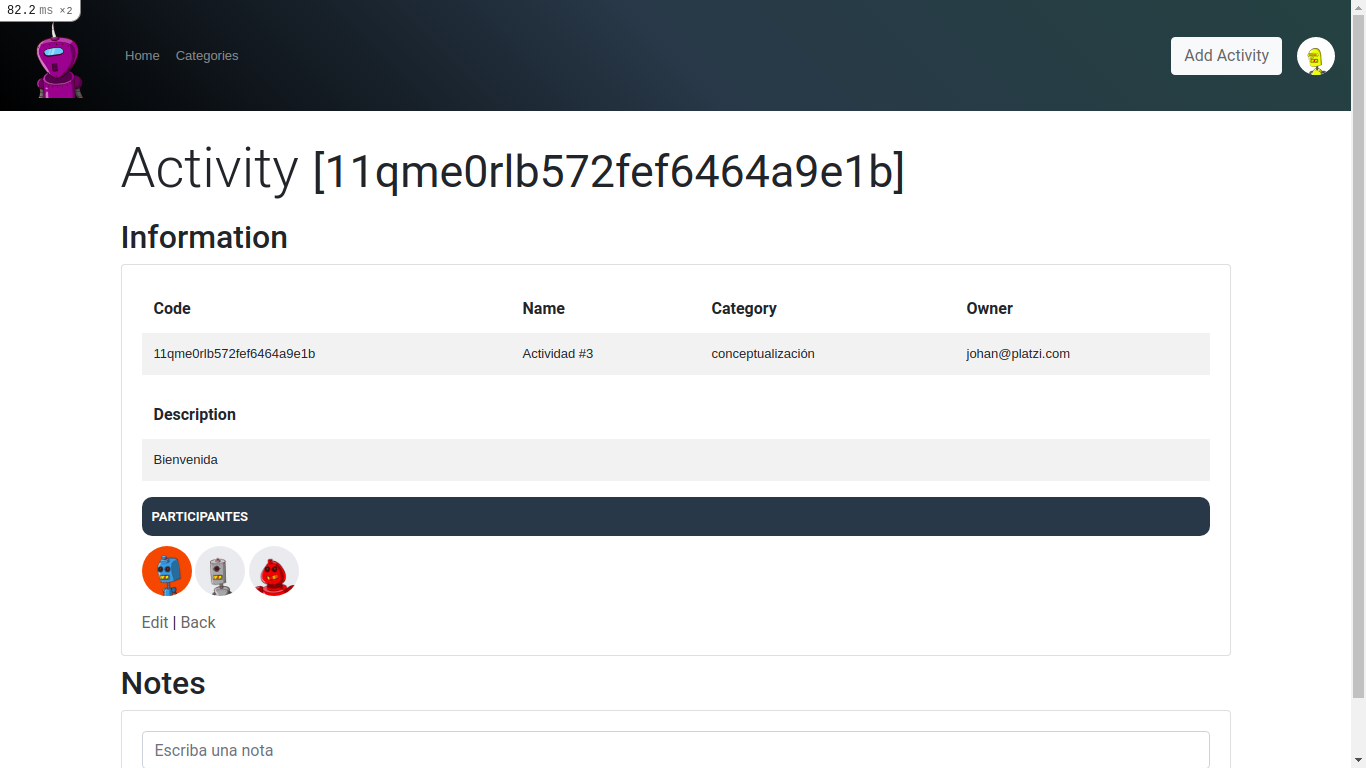 82.2 ms ×2
Home Categories Add Activity
Activity [11qme0rlb572fef6464a9e1b]
Information
Code Name Category Owner
11qme0rlb572fef6464a9e1b Actividad #3 conceptualización johan@platzi.com
Description
Bienvenida
PARTICIPANTES
Edit | Back
Notes
Escriba una nota